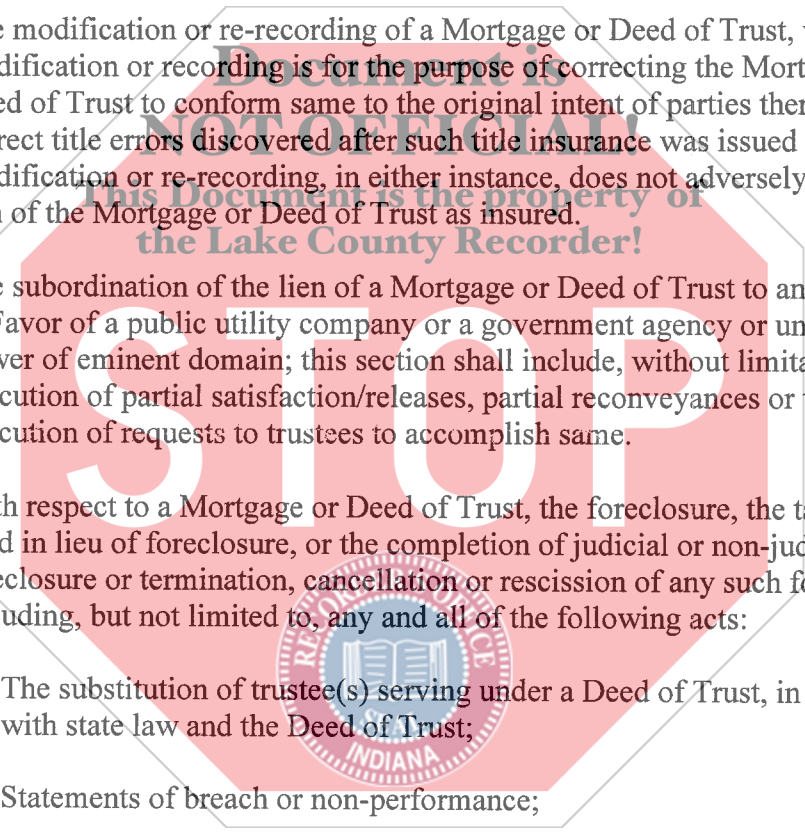 e modification or re-recording of a Mortgage or Deed of Trust,
Document is
dification or recording is for the purpose of correcting the Mort
ed of Trust to conform same to the original intent of parties ther
NOT OFFICIAL!
rect title errors discovered after such title insurance was issued
dification or re-recording, in either instance, does not adversely
This Document is the property of
n of the Mortgage or Deed of Trust as insured.
the Lake County Recorder!
e subordination of the lien of a Mortgage or Deed of Trust to an
Favor of a public utility company or a government agency or un
wer of eminent domain; this section shall include, without limita
cution of partial satisfaction/releases, partial reconveyances or
cution of requests to trustees to accomplish same.
STOP
th respect to a Mortgage or Deed of Trust, the foreclosure, the ta
d in lieu of foreclosure, or the completion of judicial or non-jud
eclosure or termination, cancellation or rescission of any such fo
uding, but not limited to, any and all of the following acts:
The substitution of trustee(s) serving under a Deed of Trust, in
with state law and the Deed of Trust;
SEAL
INDIANA
Statements of breach or non-performance;